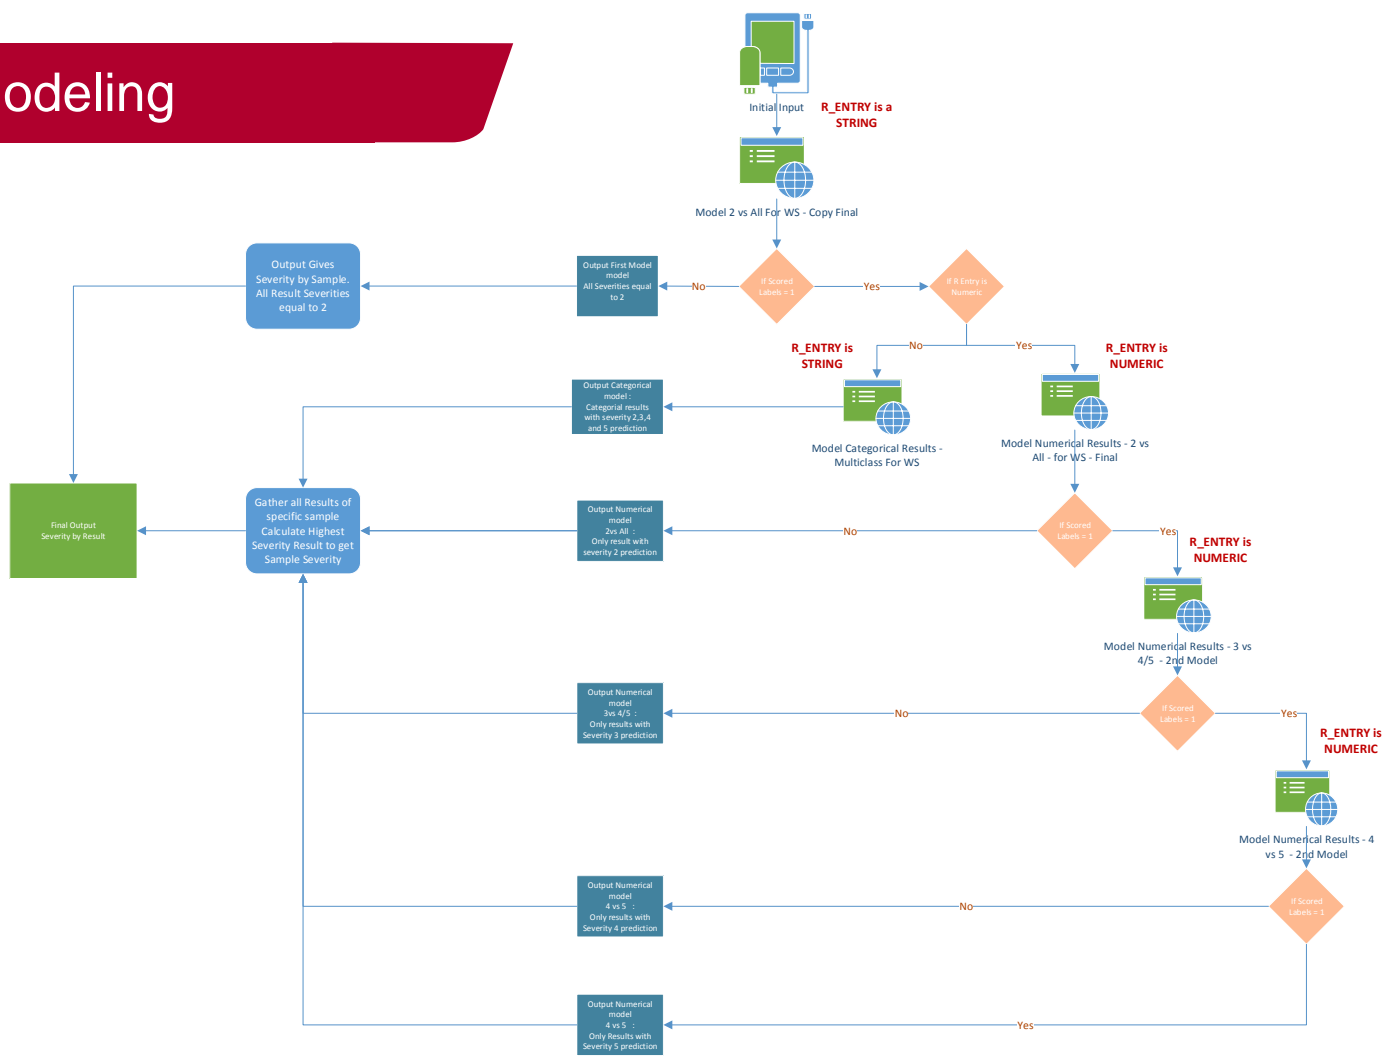 odeling
Initial Input
R_ENTRY is a
STRING
Model 2 vs All For WS - Copy Final
Output Gives
Severity by Sample.
All Result Severities
equal to 2
Output First Model
model
All Severities equal
to 2
No
If Scored
Labels = 1
Yes
If R Entry is
Numeric
R_ENTRY is
STRING
No
Yes
R_ENTRY is
NUMERIC
Output Categorical
model :
Categorial results
with severity 2,3,4
and 5 prediction
Model Categorical Results -
Multiclass For WS
Model Numerical Results - 2 vs
All - for WS - Final
Final Output
Severity by Result
Gather all Results of
specific sample
Calculate Highest
Severity Result to get
Sample Severity
Output Numerical
model
2vs All :
Only result with
severity 2 prediction
No
If Scored
Labels = 1
Yes
R_ENTRY is
NUMERIC
Model Numerical Results - 3 vs
4/5 - 2nd Model
Output Numerical
model
3vs 4/5 :
Only results with
Severity 3 prediction
No
If Scored
Labels = 1
Yes
R_ENTRY is
NUMERIC
Model Numerical Results - 4
vs 5 - 2nd Model
Output Numerical
model
4 vs 5 :
Only results with
Severity 4 prediction
No
If Scored
Labels = 1
Output Numerical
model
4 vs 5 :
Only Results with
Severity 5 prediction
Yes